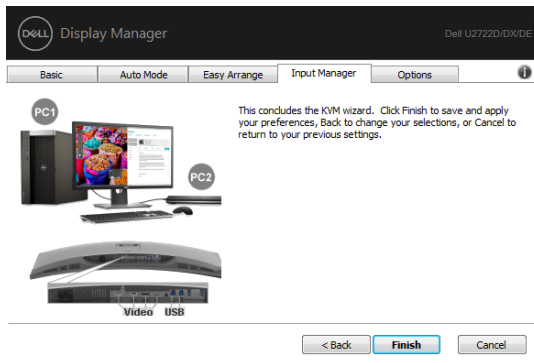 DELL Display Manager
Dell U2722D/DX/DE
Basic Auto Mode Easy Arrange Input Manager Options
PC1
This concludes the KVM wizard. Click Finish to save and apply
your preferences, Back to change your selections, or Cancel to
return to your previous settings.
PC2
Video USB
< Back Finish Cancel